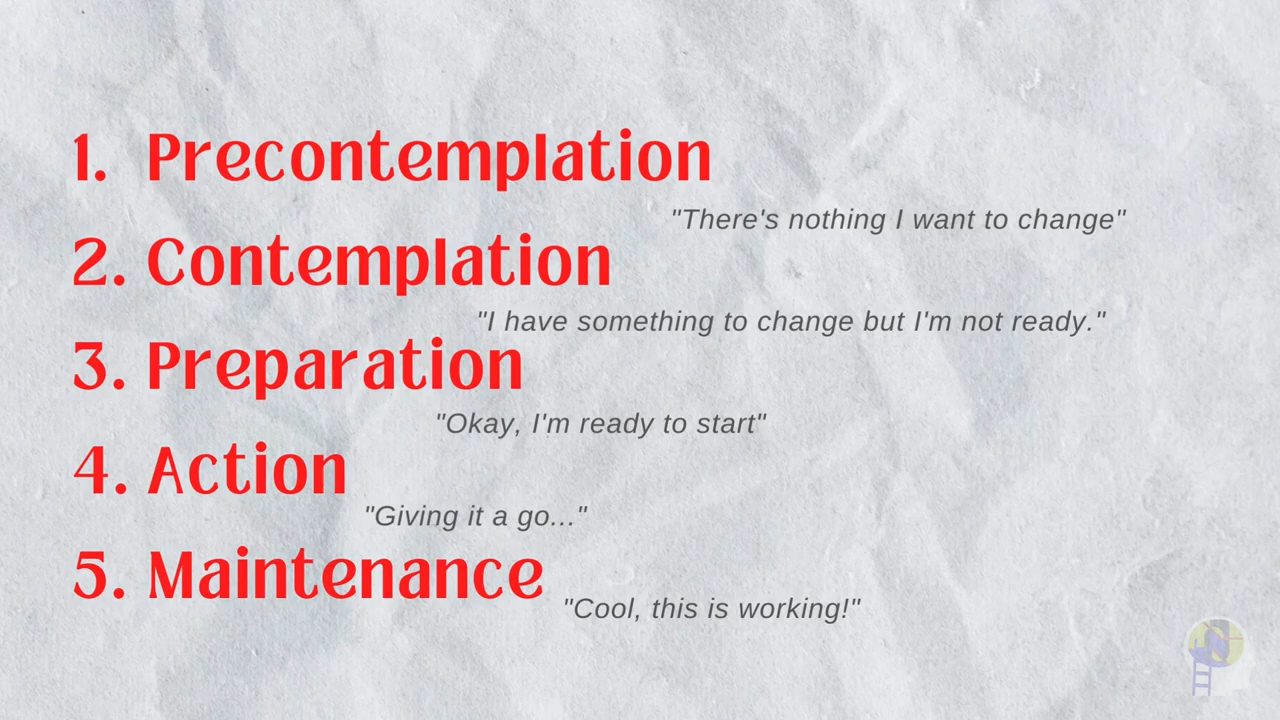 1. Precontemplation
"There's nothing I want to change"
2. Contemplation
"I have something to change but I'm not ready."
3. Preparation
"Okay, I'm ready to start"
4. Action
"Giving it a go..."
5. Maintenance
"Cool, this is working!"